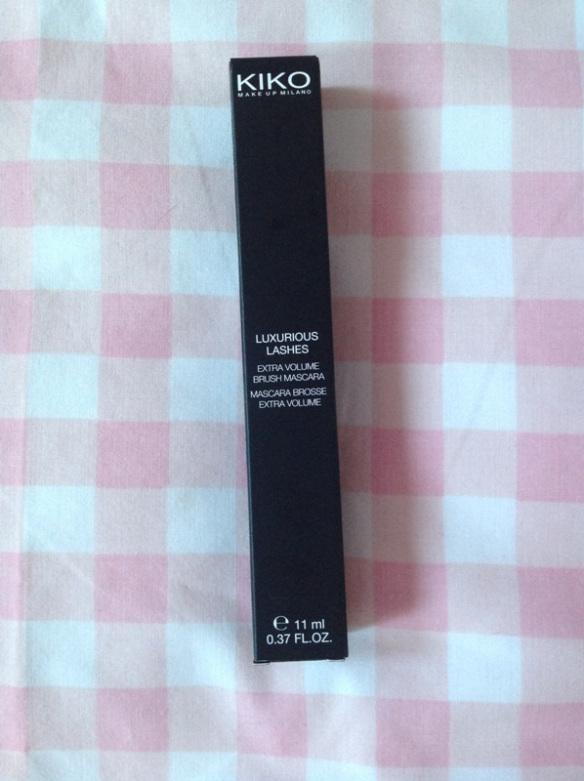 KIKO
MAKE UP MILANO
LUXURIOUS
LASHES
EXTRA VOLUME
BRUSH MASCARA
MASCARA BROSSE
EXTRA VOLUME
℮ 11 ml
0.37 FL.OZ.